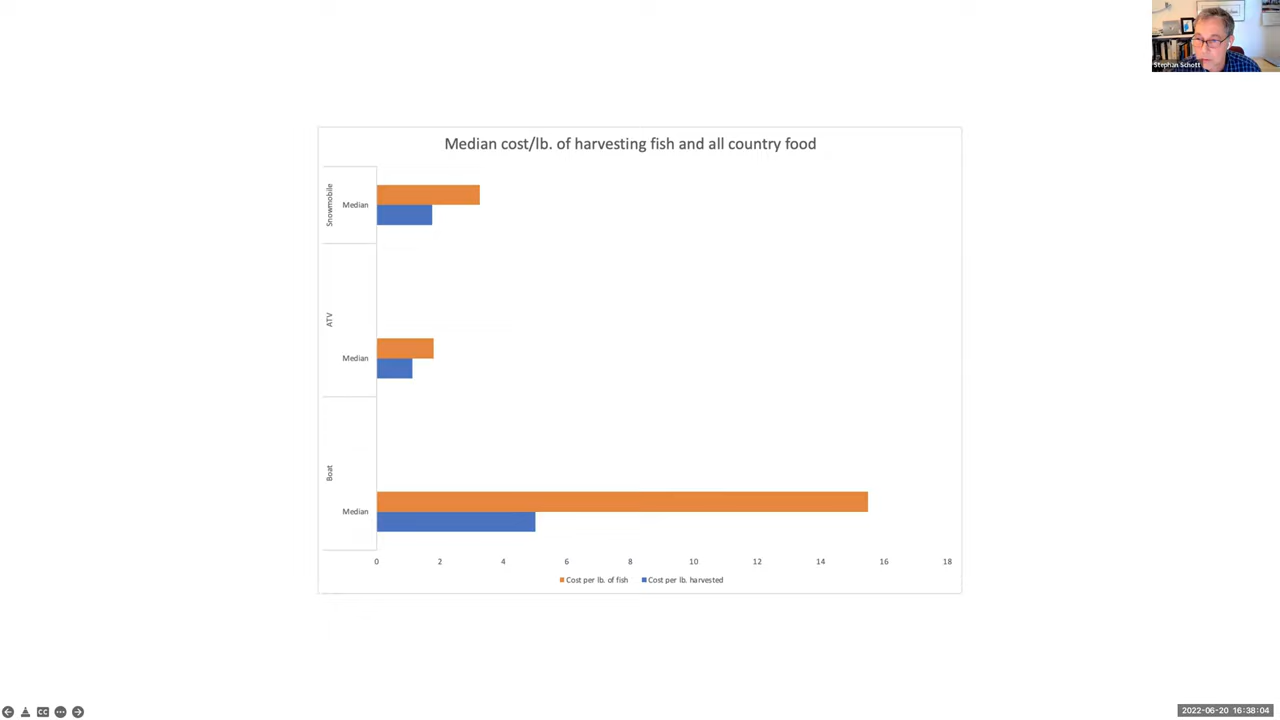 Stephan Schott
Median cost/lb. of harvesting fish and all country food
Snowmobile
Median
ATV
Median
Boat
Median
0 2 4 6 8 10 12 14 16 18
Cost per lb. of fish Cost per lb. harvested
CC
2022-06-20 16:38:04